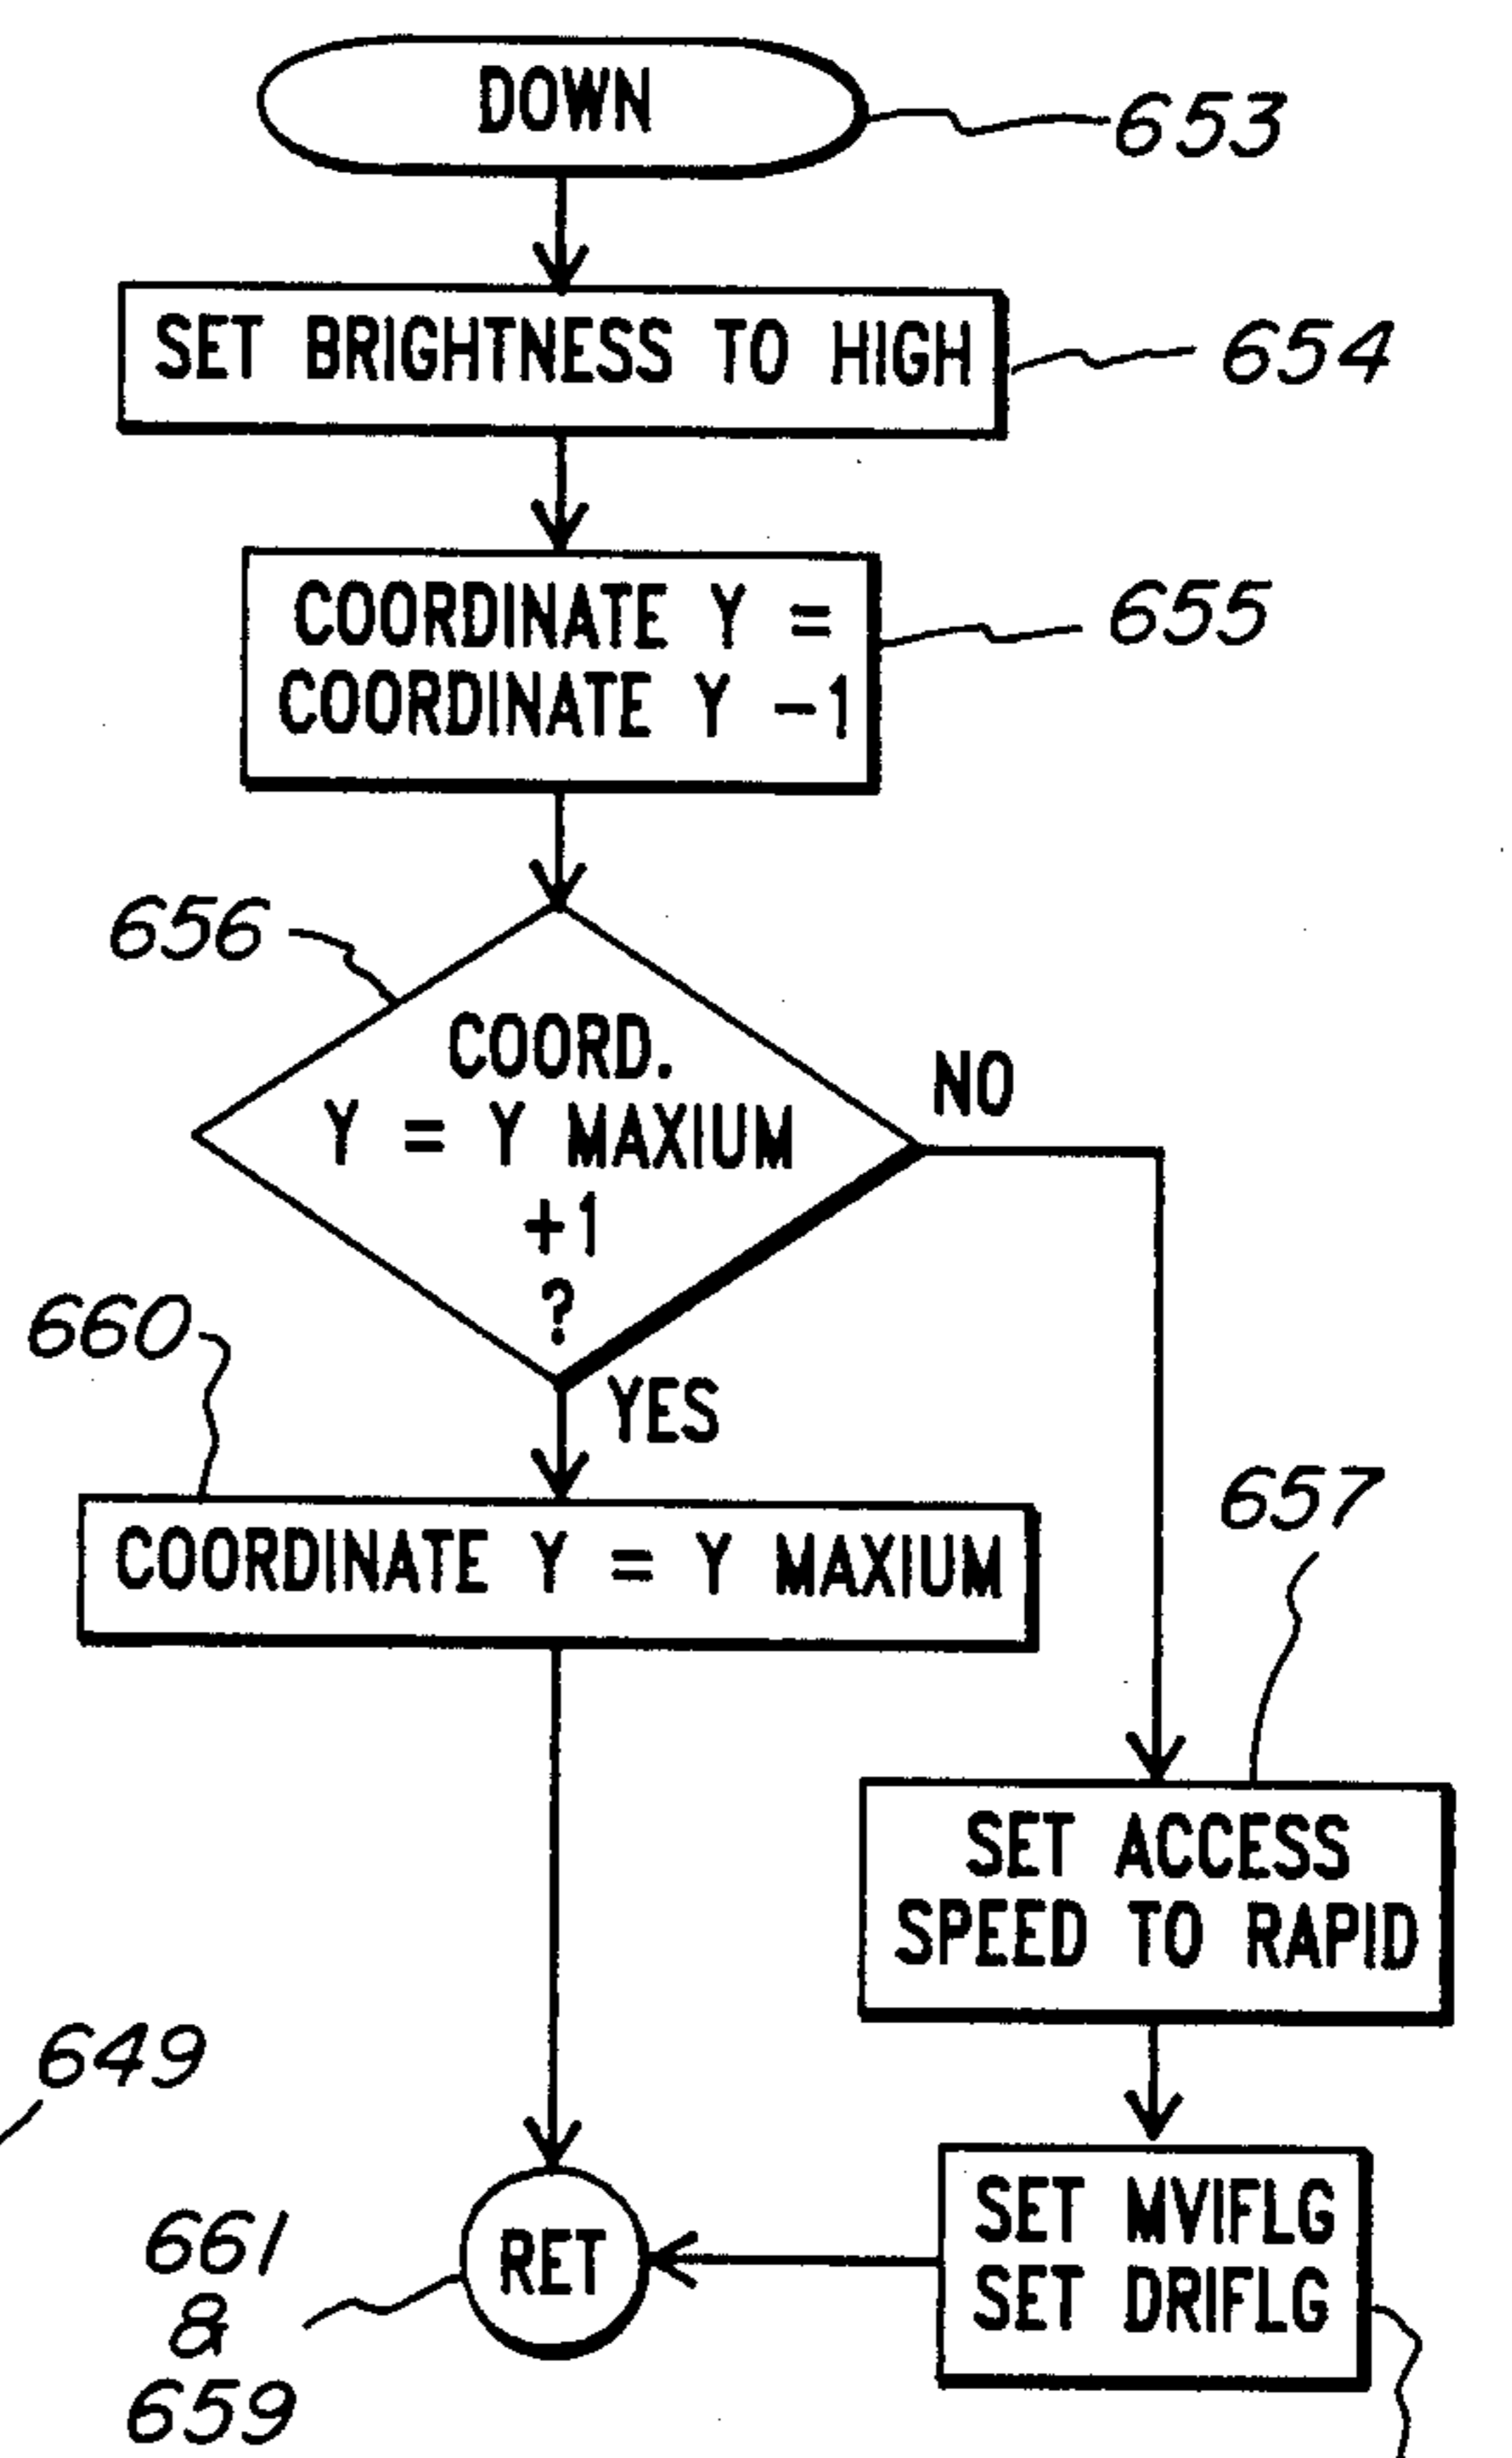 DOWN
653
SET BRIGHTNESS TO HIGH
654
COORDINATE Y =
COORDINATE Y -1
655
656
COORD.
Y = Y MAXIUM
+1
?
NO
YES
660
COORDINATE Y = Y MAXIUM
657
SET ACCESS
SPEED TO RAPID
649
SET MVIFLG
SET DRIFLG
RET
661
&
659